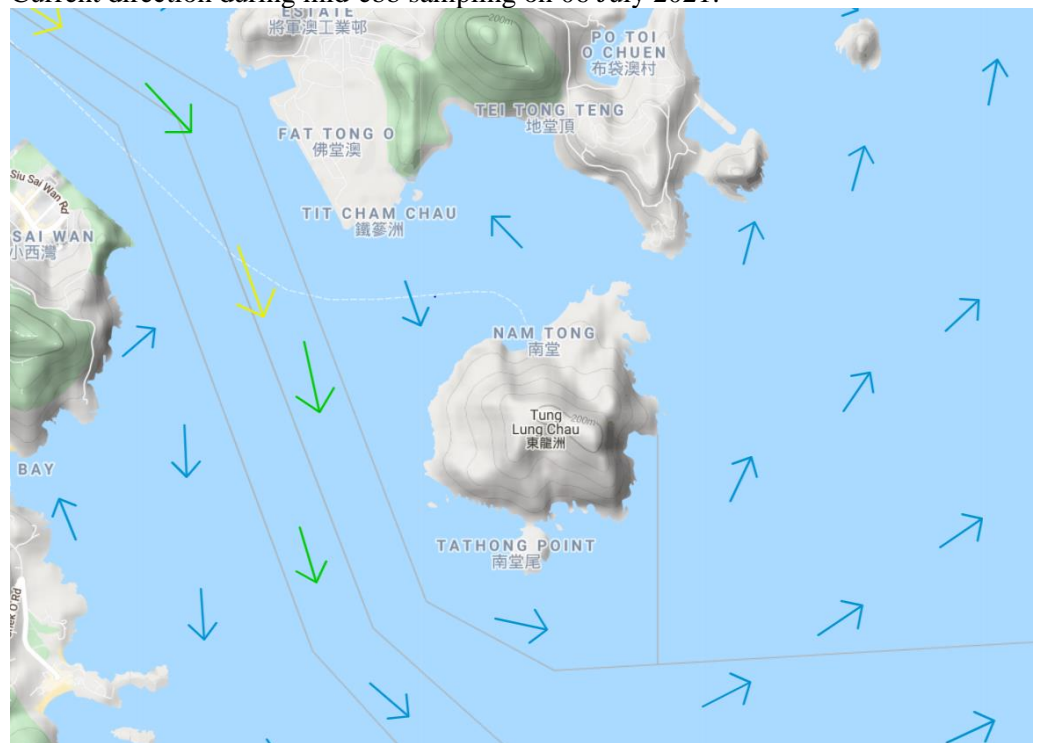 Current direction during mid-ebb sampling on July 2021.
ESTATE
將軍澳工業邨
200m
PO TOI
O CHUEN
布袋澳村
TEI TONG TENG
地堂頂
FAT TONG O
佛堂澳
Siu Sai Wan Rd
TIT CHAM CHAU
鐵篸洲
SAI WAN
小西灣
NAM TONG
南堂
200m
Tung
Lung Chau
東龍洲
BAY
TATHONG POINT
南堂尾
O Rd